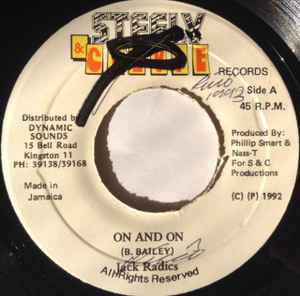 STEELY
& CLEVIE
RECORDS
Side A
45 R.P.M.
Distributed by
DYNAMIC
SOUNDS
15 Bell Road
Kingston 11
PH: 39138/39168
Produced By:
Phillip Smart &
Nass-T
For S & C
Productions
Made in
Jamaica
(C) (P) 1992
ON AND ON
(B. BAILEY)
Jack Radics
All Rights Reserved